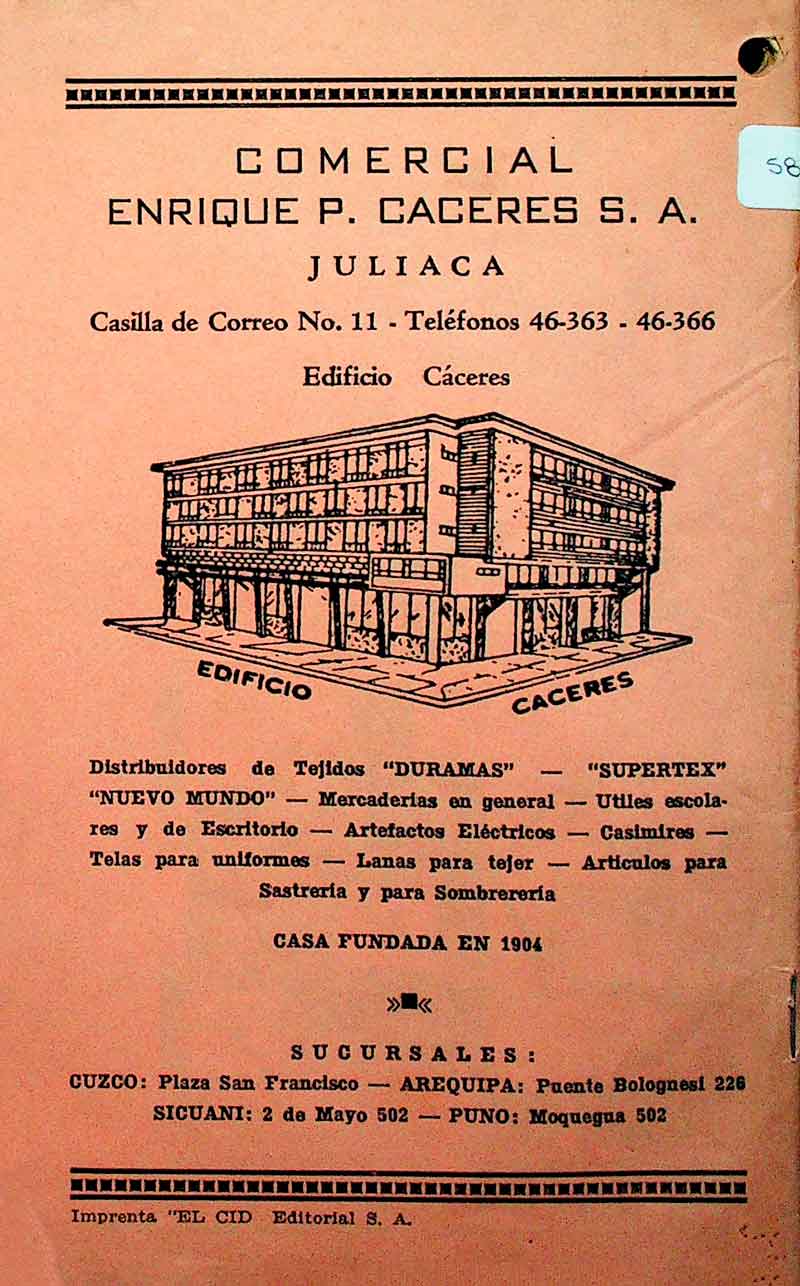 58
COMERCIAL
ENRIQUE P. CACERES S. A.
JULIACA
Casilla de Correo No. 11 - Teléfonos 46-363 - 46-366
Edificio Cáceres
EDIFICIO CACERES
Distribuidores de Tejidos "DURAMAS" — "SUPERTEX"
"NUEVO MUNDO" — Mercaderías en general — Utiles escola-
res y de Escritorio — Artefactos Eléctricos — Casimires —
Telas para uniformes — Lanas para tejer — Artículos para
Sastrería y para Sombrerería
CASA FUNDADA EN 1904
»■«
SUCURSALES:
CUZCO: Plaza San Francisco — AREQUIPA: Puente Bolognesi 226
SICUANI: 2 de Mayo 502 — PUNO: Moquegua 502
Imprenta "EL CID Editorial S. A.